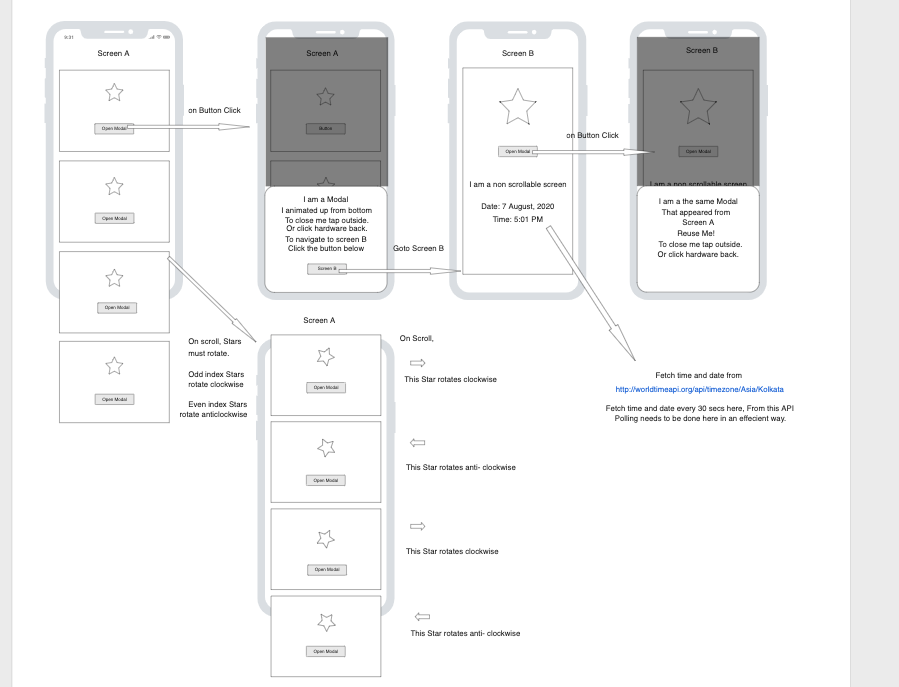 9:31
Screen A
Open Modal
Open Modal
Open Modal
Open Modal
on Button Click
Screen A
Button
I am a Modal
I animated up from bottom
To close me tap outside.
Or click hardware back.
To navigate to screen B
Click the button below
Screen B
Goto Screen B
Screen B
Open Modal
I am a non scrollable screen
Date: 7 August, 2020
Time: 5:01 PM
on Button Click
Screen B
Open Modal
I am a non scrollable screen
I am a the same Modal
That appeared from
Screen A
Reuse Me!
To close me tap outside.
Or click hardware back.
On scroll, Stars
must rotate.
Odd index Stars
rotate clockwise
Even index Stars
rotate anticlockwise
Screen A
Open Modal
Open Modal
Open Modal
Open Modal
On Scroll,
This Star rotates clockwise
This Star rotates anti- clockwise
This Star rotates clockwise
This Star rotates anti- clockwise
Fetch time and date from
http://worldtimeapi.org/api/timezone/Asia/Kolkata
Fetch time and date every 30 secs here, From this API
Polling needs to be done here in an effecient way.